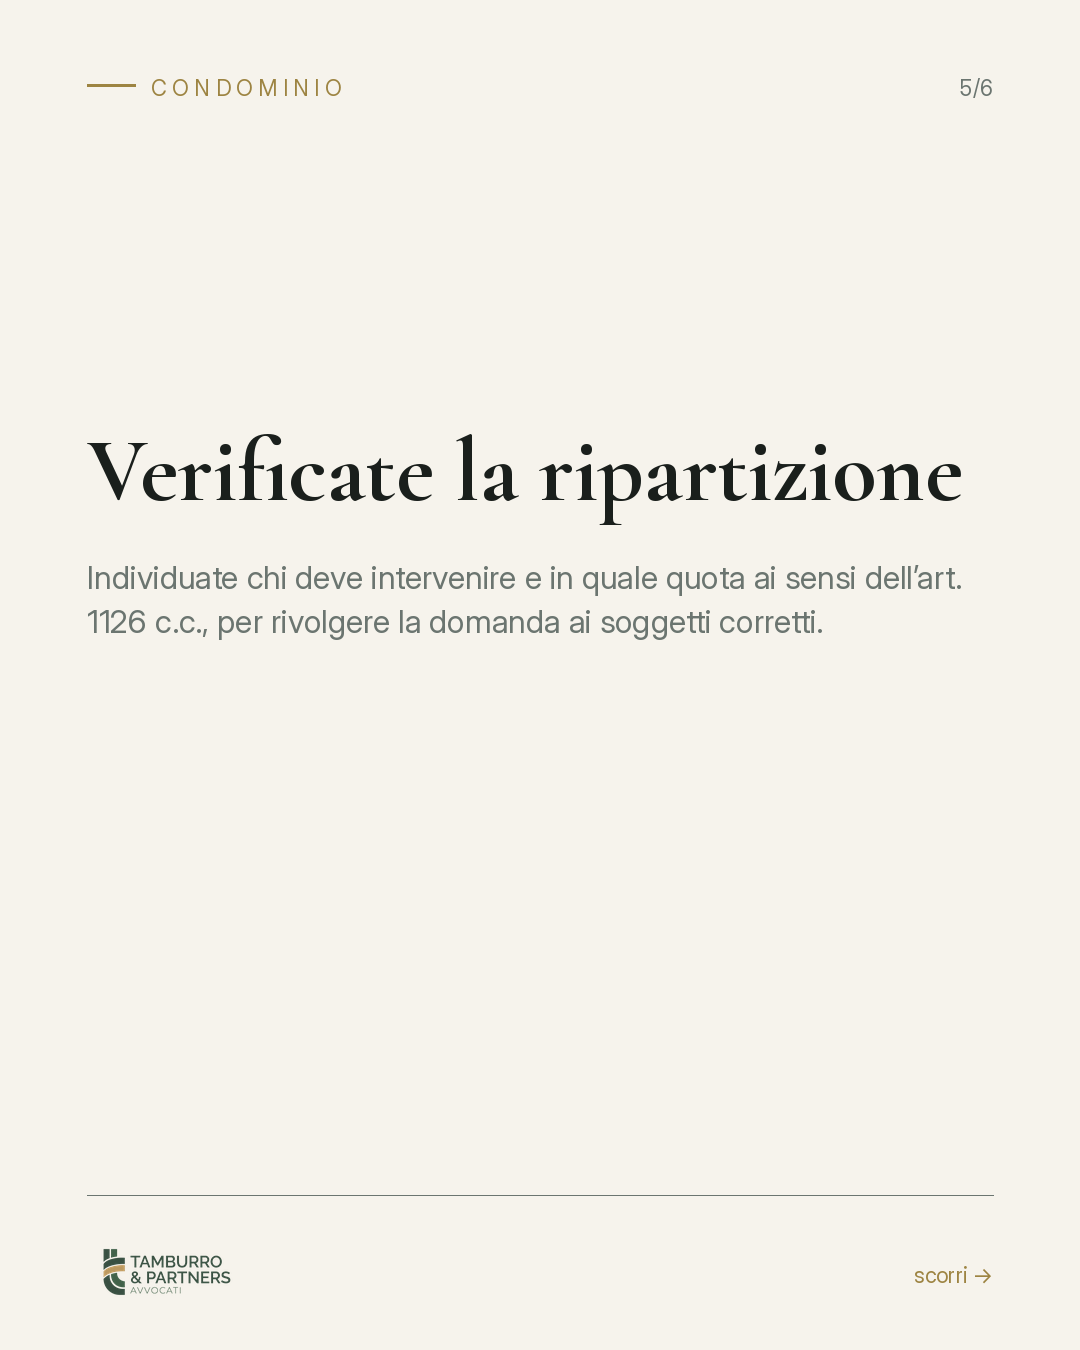 CONDOMINIO
5/6
Verificate la ripartizione
Individuate chi deve intervenire e in quale quota ai sensi dell’art.
1126 c.c., per rivolgere la domanda ai soggetti corretti.
TAMBURRO
& PARTNERS
AVVOCATI
scorri →